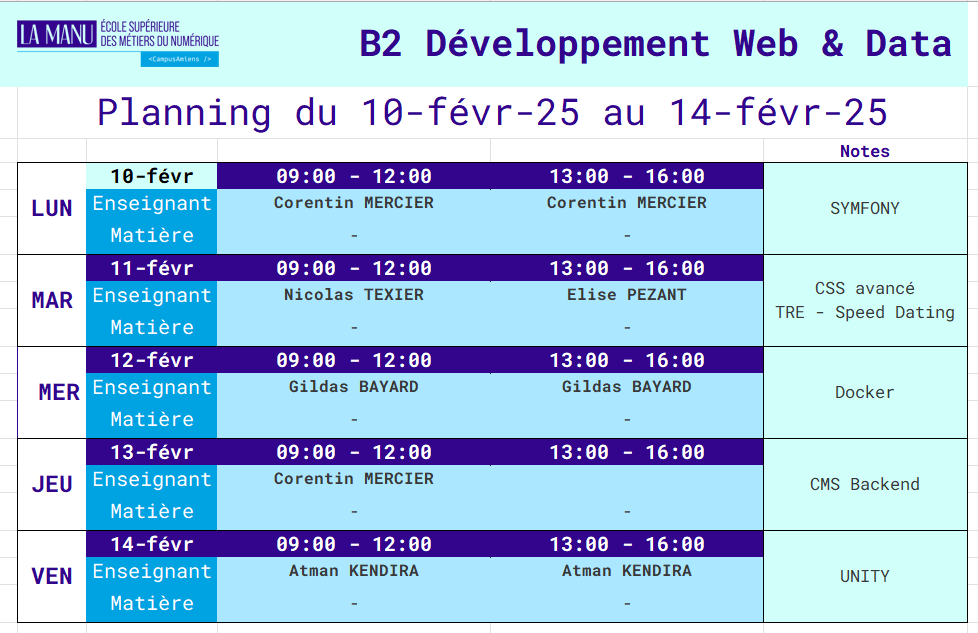 LA MANU ÉCOLE SUPÉRIEURE
DES MÉTIERS DU NUMÉRIQUE
<CampusAmiens />
B2 Développement Web & Data
Planning du 10-févr-25 au 14-févr-25
Notes
LUN
10-févr 09:00 - 12:00 13:00 - 16:00
Enseignant Corentin MERCIER Corentin MERCIER
Matière - -
SYMFONY
MAR
11-févr 09:00 - 12:00 13:00 - 16:00
Enseignant Nicolas TEXIER Elise PEZANT
Matière - -
CSS avancé
TRE - Speed Dating
MER
12-févr 09:00 - 12:00 13:00 - 16:00
Enseignant Gildas BAYARD Gildas BAYARD
Matière - -
Docker
JEU
13-févr 09:00 - 12:00 13:00 - 16:00
Enseignant Corentin MERCIER
Matière - -
CMS Backend
VEN
14-févr 09:00 - 12:00 13:00 - 16:00
Enseignant Atman KENDIRA Atman KENDIRA
Matière - -
UNITY